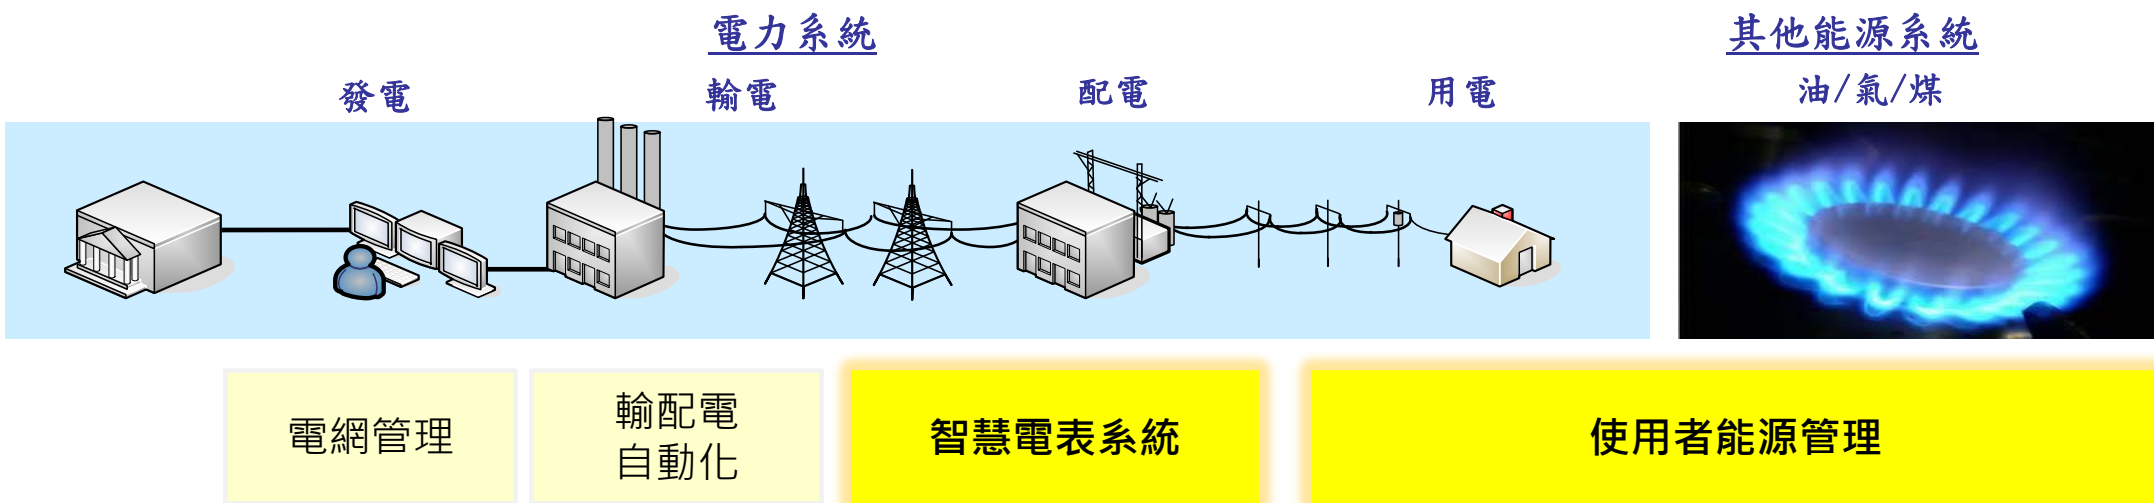 電力系統
其他能源系統
發電
輸電
配電
用電
油/氣/煤
電網管理
輸配電
自動化
智慧電表系統
使用者能源管理